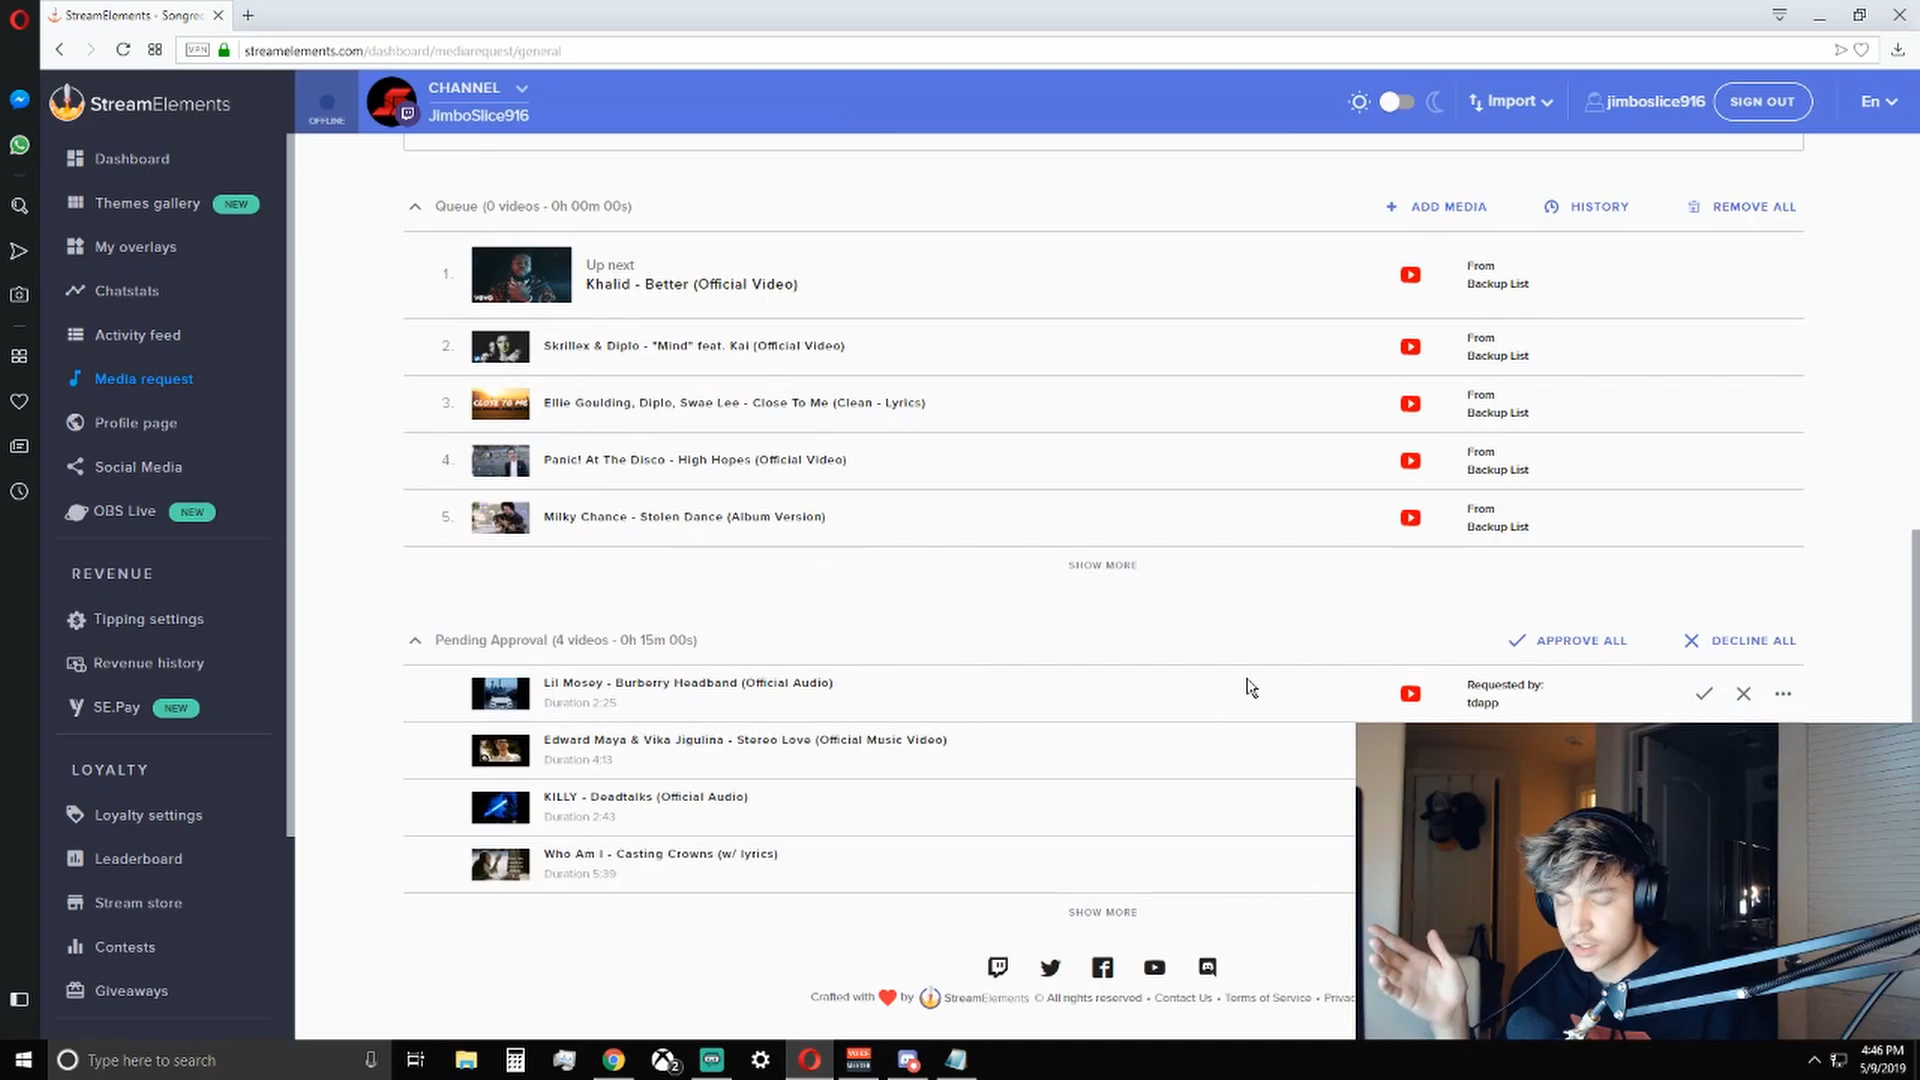 StreamElements - Songre
VPN
streamelements.com/dashboard/mediarequest/general
StreamElements
OFFLINE
CHANNEL
JimboSlice916
Import
jimboslice916
SIGN OUT
En
Dashboard
Themes gallery NEW
My overlays
Chatstats
Activity feed
Media request
Profile page
Social Media
OBS Live NEW
REVENUE
Tipping settings
Revenue history
SE.Pay NEW
LOYALTY
Loyalty settings
Leaderboard
Stream store
Contests
Giveaways
Queue (0 videos - 0h 00m 00s)
+ ADD MEDIA
HISTORY
REMOVE ALL
1.
Up next
Khalid - Better (Official Video)
From
Backup List
2.
Skrillex & Diplo - "Mind" feat. Kai (Official Video)
From
Backup List
3.
CLOSE TO ME
Ellie Goulding, Diplo, Swae Lee - Close To Me (Clean - Lyrics)
From
Backup List
4.
Panic! At The Disco - High Hopes (Official Video)
From
Backup List
5.
Milky Chance - Stolen Dance (Album Version)
From
Backup List
SHOW MORE
Pending Approval (4 videos - 0h 15m 00s)
APPROVE ALL
DECLINE ALL
Lil Mosey - Burberry Headband (Official Audio)
Duration 2:25
Requested by:
tdapp
Edward Maya & Vika Jigulina - Stereo Love (Official Music Video)
Duration 4:13
KILLY - Deadtalks (Official Audio)
Duration 2:43
Who Am I - Casting Crowns (w/ lyrics)
Duration 5:39
SHOW MORE
Crafted with by StreamElements © All rights reserved • Contact Us • Terms of Service • Privac
Type here to search
2
4:46 PM
5/9/2019